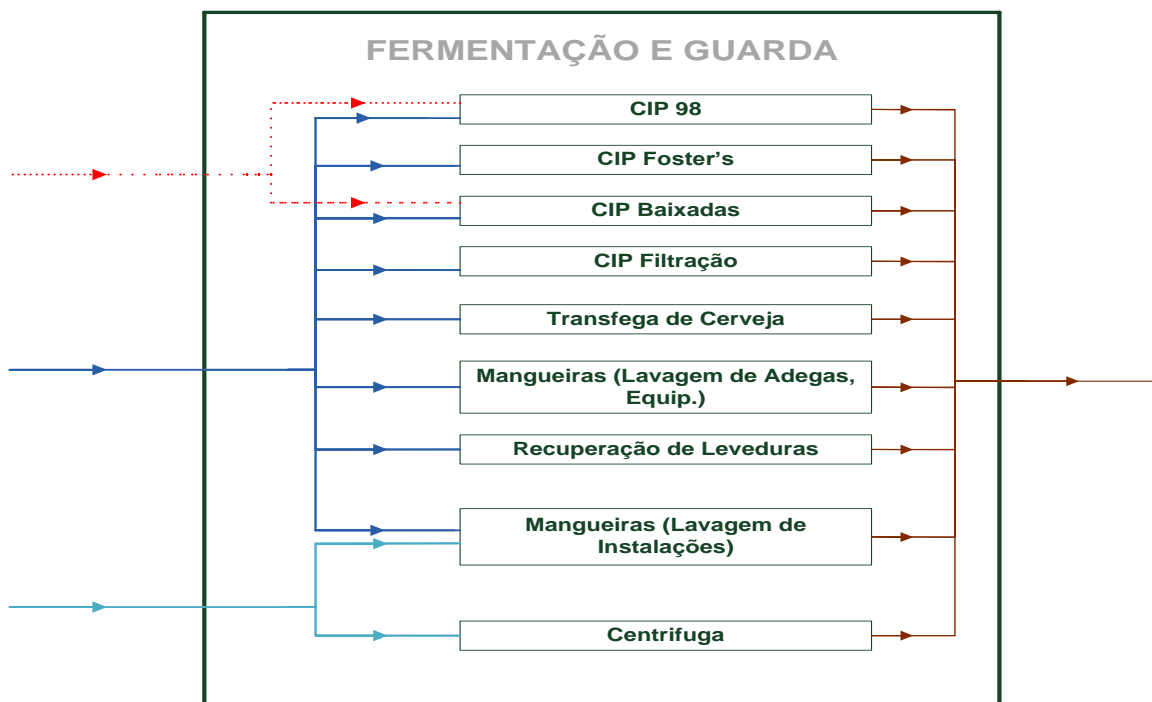 FERMENTAÇÃO E GUARDA
CIP 98
CIP Foster’s
CIP Baixadas
CIP Filtração
Transfega de Cerveja
Mangueiras (Lavagem de Adegas,
Equip.)
Recuperação de Leveduras
Mangueiras (Lavagem de
Instalações)
Centrifuga